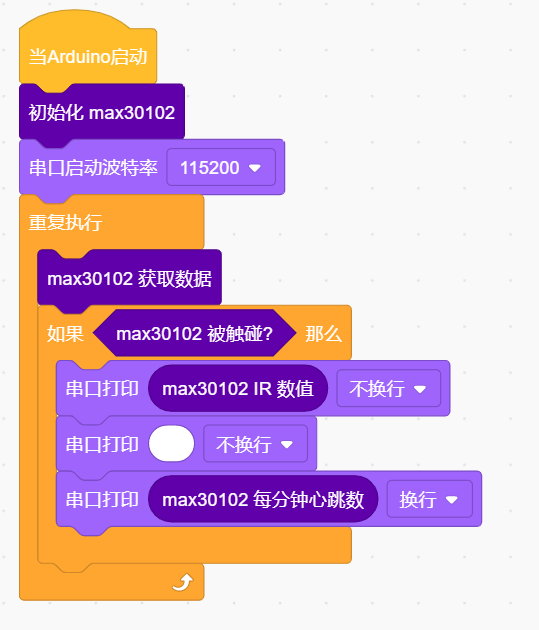 当Arduino启动
初始化 max30102
串口启动波特率 115200
重复执行
max30102 获取数据
如果 max30102 被触碰? 那么
串口打印 max30102 IR 数值 不换行
串口打印 不换行
串口打印 max30102 每分钟心跳数 换行